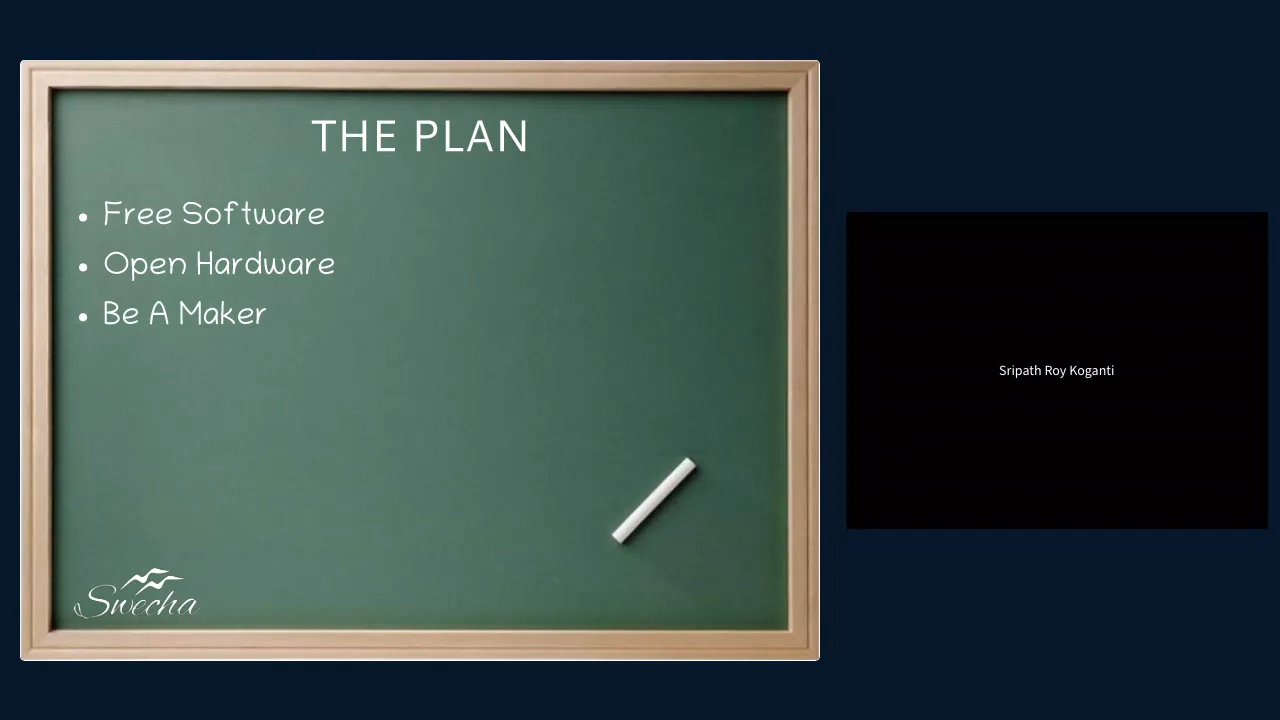 THE PLAN
• Free Software
• Open Hardware
• Be A Maker
Swecha
Sripath Roy Koganti